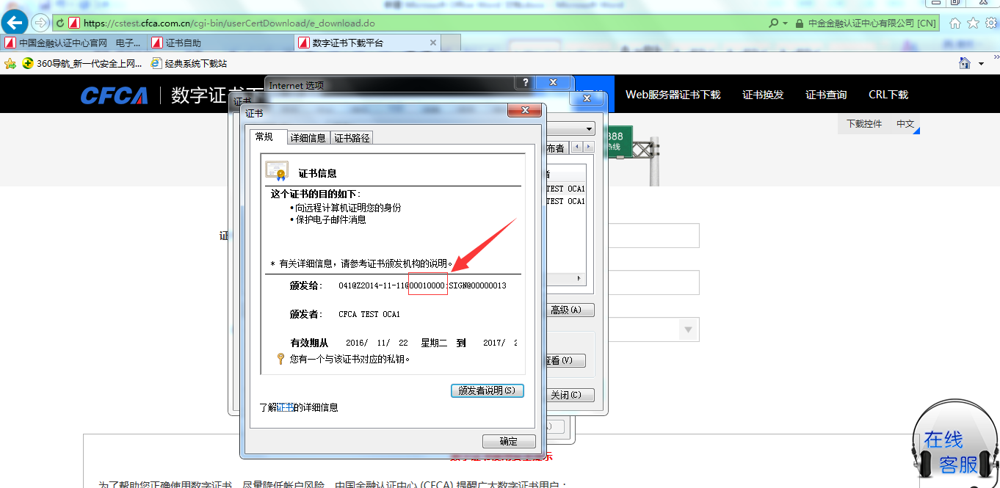 https://cstest.cfca.com.cn/cgi-bin/userCertDownload/e_download.do
中金金融认证中心有限公司 [CN]
中国金融认证中心官网 电子...
证书自助
数字证书下载平台
360导航_新一代安全上网...
经典系统下载站
CFCA
数字证
Web服务器证书下载
证书换发
证书查询
CRL下载
下载控件
中文
Internet 选项
证书
证书
常规
详细信息
证书路径
布者
888
热线
证书信息
这个证书的目的如下:
•向远程计算机证明您的身份
•保护电子邮件消息
TEST OCA1
TEST OCA1
证
* 有关详细信息，请参考证书颁发机构的说明。
颁发给: 041@Z2014-11-11@00010000:SIGN@00000013
高级(A)
颁发者: CFCA TEST OCA1
有效期从 2016/ 11/ 22 星期二 到 2017/
您有一个与该证书对应的私钥。
查看(V)
颁发者说明(S)
关闭(C)
了解证书的详细信息
确定
在线
客服
为了帮助您正确使用数字证书，尽量降低帐户风险，中国金融认证中心 (CFCA) 提醒广大数字证书用户：